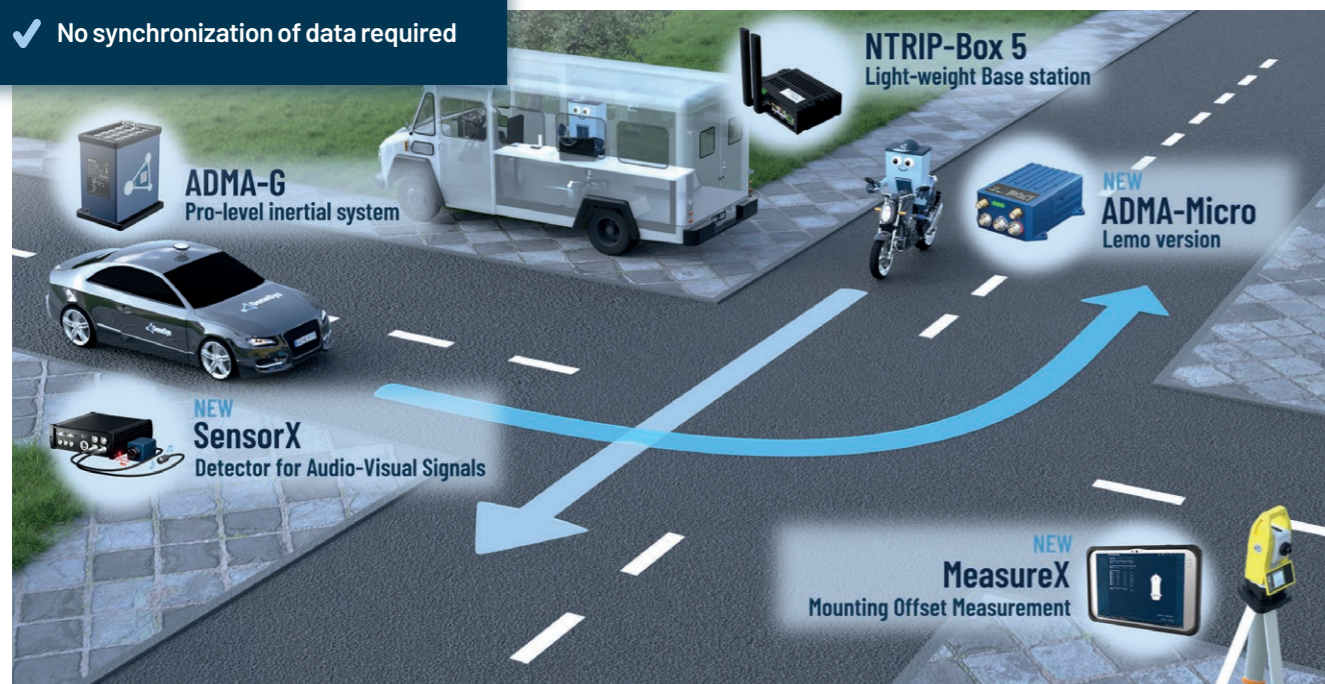 No synchronization of data required
NTRIP-Box 5
Light-weight Base station
ADMA-G
Pro-level inertial system
NEW
ADMA-Micro
Lemo version
NEW
SensorX
Detector for Audio-Visual Signals
NEW
MeasureX
Mounting Offset Measurement